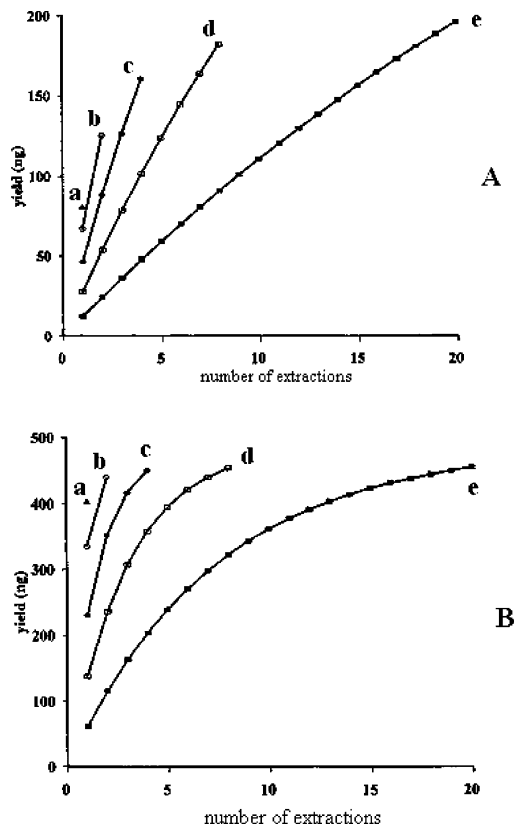 200
150
100
50
0
yield (ng)
a
b
c
d
e
A
0
5
10
15
20
number of extractions
500
400
300
200
100
0
yield (ng)
a
b
c
d
e
B
0
5
10
15
20
number of extractions